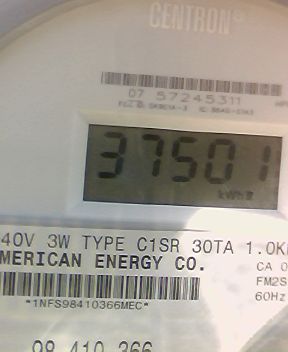 CENTRON®
07 57245311
37501
kWh
40V 3W TYPE C1SR 30TA 1.0K
MERICAN ENERGY CO.
CA 0
FM2S
*1NFS98410366MEC*
60Hz
98 410 366